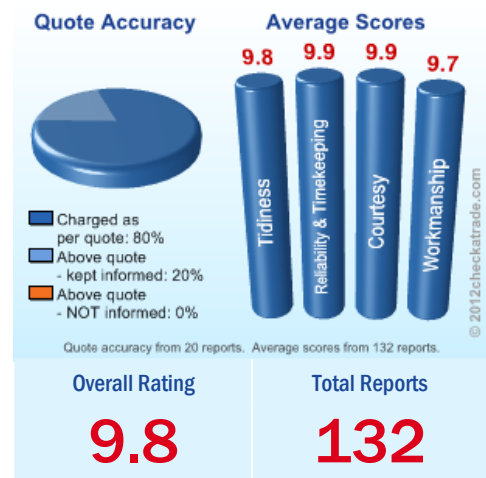 Quote Accuracy
Average Scores
9.8
9.9
9.9
9.7
Tidiness
Reliability & Timekeeping
Courtesy
Workmanship
Charged as
per quote: 80%
Above quote
- kept informed: 20%
Above quote
- NOT informed: 0%
© 2012checkatrade.com
Quote accuracy from 20 reports. Average scores from 132 reports.
Overall Rating
9.8
Total Reports
132